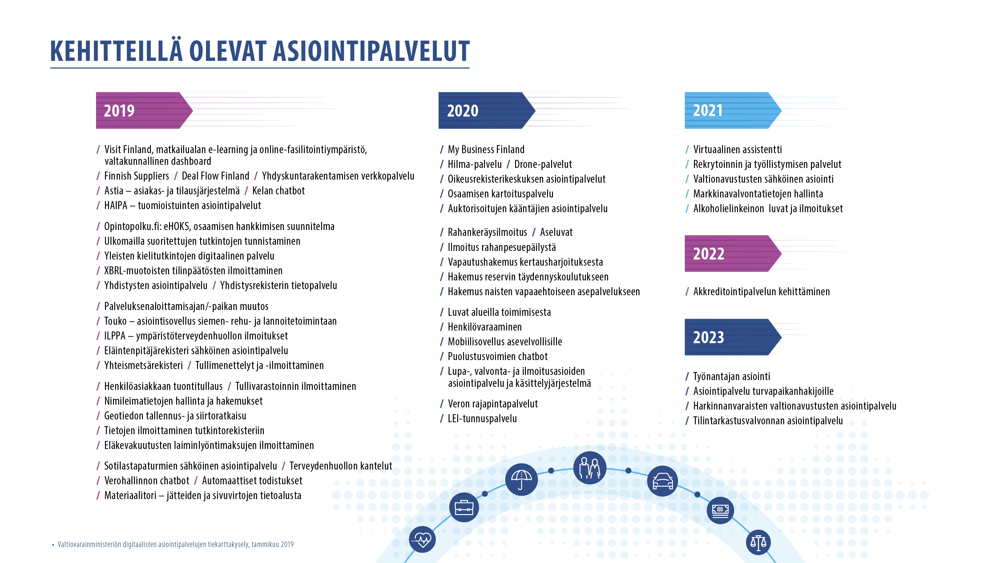 KEHITTEILLÄ OLEVAT ASIOINTIPALVELUT
2019
/ Visit Finland, matkailualan e-learning ja online-fasilitointiympäristö,
valtakunnallinen dashboard
/ Finnish Suppliers / Deal Flow Finland / Yhdyskuntarakentamisen verkkopalvelu
/ Astia – asiakas- ja tilausjärjestelmä / Kelan chatbot
/ HAIPA – tuomioistuinten asiointipalvelut
/ Opintopolku.fi: eHOKS, osaamisen hankkimisen suunnitelma
/ Ulkomailla suoritettujen tutkintojen tunnistaminen
/ Yleisten kielitutkintojen digitaalinen palvelu
/ XBRL-muotoisten tilinpäätösten ilmoittaminen
/ Yhdistysten asiointipalvelu / Yhdistysrekisterin tietopalvelu
/ Palveluksenaloittamisajan/-paikan muutos
/ Touko – asiointisovellus siemen- rehu- ja lannoitetoimintaan
/ ILPPA – ympäristöterveydenhuollon ilmoitukset
/ Eläintenpitäjärekisteri sähköinen asiointipalvelu
/ Yhteismetsärekisteri / Tullimenettelyt ja -ilmoittaminen
/ Henkilöasiakkaan tuontitullaus / Tullivarastoinnin ilmoittaminen
/ Nimileimatietojen hallinta ja hakemukset
/ Geotiedon tallennus- ja siirtoratkaisu
/ Tietojen ilmoittaminen tutkintorekisteriin
/ Eläkevakuutusten laiminlyöntimaksujen ilmoittaminen
/ Sotilastapaturmien sähköinen asiointipalvelu / Terveydenhuollon kantelut
/ Verohallinnon chatbot / Automaattiset todistukset
/ Materiaalitori – jätteiden ja sivuvirtojen tietoalusta
2020
/ My Business Finland
/ Hilma-palvelu / Drone-palvelut
/ Oikeusrekisterikeskuksen asiointipalvelut
/ Osaamisen kartoituspalvelu
/ Auktorisoitujen kääntäjien asiointipalvelu
/ Rahankeräysilmoitus / Aseluvat
/ Ilmoitus rahanpesuepäilystä
/ Vapautushakemus kertausharjoituksesta
/ Hakemus reservin täydennyskoulutukseen
/ Hakemus naisten vapaaehtoiseen asepalvelukseen
/ Luvat alueilla toimimisesta
/ Henkilövaraaminen
/ Mobiilisovellus asevelvollisille
/ Puolustusvoimien chatbot
/ Lupa-, valvonta- ja ilmoitusasioiden
asiointipalvelu ja käsittelyjärjestelmä
/ Veron rajapintapalvelut
/ LEI-tunnuspalvelu
2021
/ Virtuaalinen assistentti
/ Rekrytoinnin ja työllistymisen palvelut
/ Valtionavustusten sähköinen asiointi
/ Markkinavalvontatietojen hallinta
/ Alkoholielinkeinon luvat ja ilmoitukset
2022
/ Akkreditointipalvelun kehittäminen
2023
/ Työnantajan asiointi
/ Asiointipalvelu turvapaikanhakijoille
/ Harkinnanvaraisten valtionavustusten asiointipalvelu
/ Tilintarkastusvalvonnan asiointipalvelu
100
• Valtiovarainministeriön digitaalisten asiointipalvelujen tiekarttakysely, tammikuu 2019